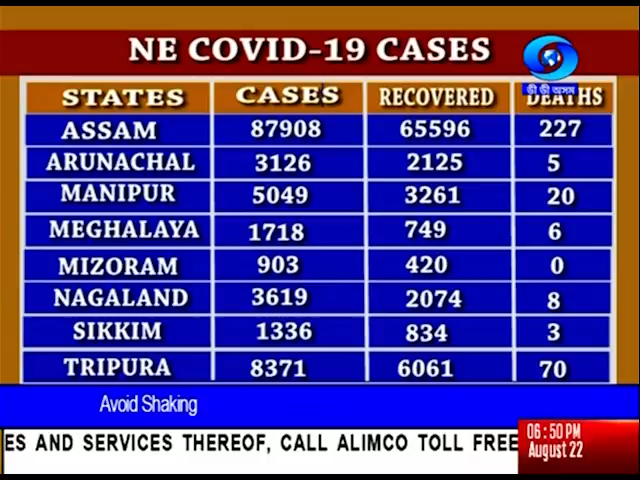 NE COVID-19 CASES
ডী ডী অসম
STATES CASES RECOVERED DEATHS
ASSAM 87908 65596 227
ARUNACHAL 3126 2125 5
MANIPUR 5049 3261 20
MEGHALAYA 1718 749 6
MIZORAM 903 420 0
NAGALAND 3619 2074 8
SIKKIM 1336 834 3
TRIPURA 8371 6061 70
Avoid Shaking
ES AND SERVICES THEREOF, CALL ALIMCO TOLL FREE
06:50 PM
August 22